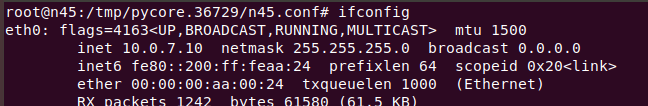 root@n45:/tmp/pycore.36729/n45.conf# ifconfig
eth0: flags=4163<UP,BROADCAST,RUNNING,MULTICAST>  mtu 1500
        inet 10.0.7.10  netmask 255.255.255.0  broadcast 0.0.0.0
        inet6 fe80::200:ff:feaa:24  prefixlen 64  scopeid 0x20<link>
        ether 00:00:00:aa:00:24  txqueuelen 1000  (Ethernet)
        RX packets 1242  bytes 61580 (61.5 KB)